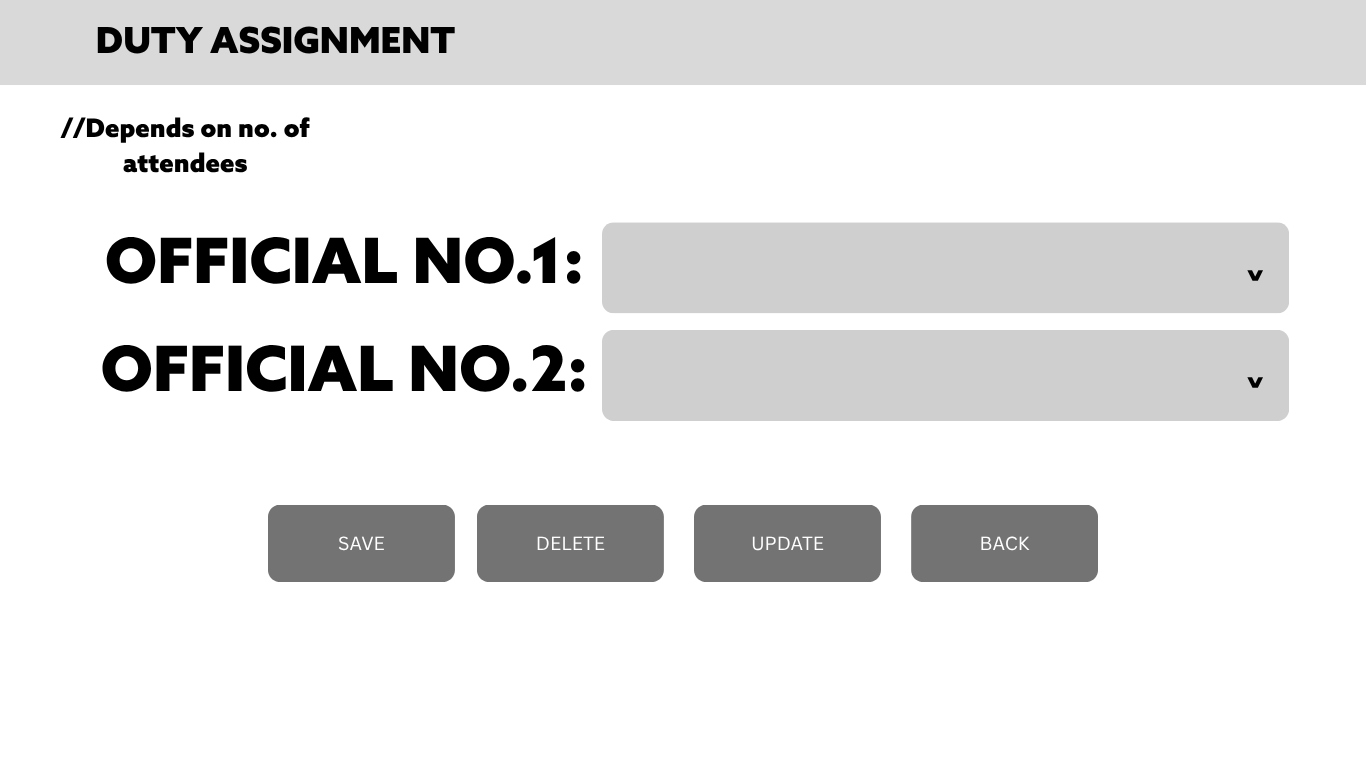 DUTY ASSIGNMENT
//Depends on no. of
attendees
OFFICIAL NO.1:
v
OFFICIAL NO.2:
v
SAVE
DELETE
UPDATE
BACK